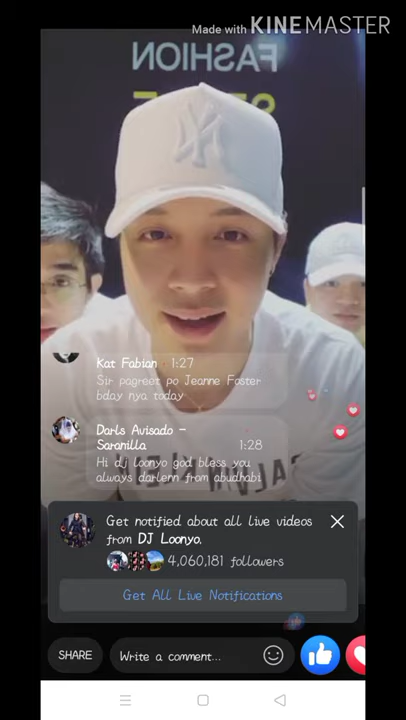 Made with KINEMASTER
FASHION
NY
Kat Fabian 1:27
Sir pagreet po Jeanne Foster
bday nya today
Darls Avisado -
Saranilla 1:28
Hi dj loonyo god bless you
always darlenn from abudhabi
Get notified about all live videos
from DJ Loonyo.
4,060,181 followers
Get All Live Notifications
SHARE
Write a comment...